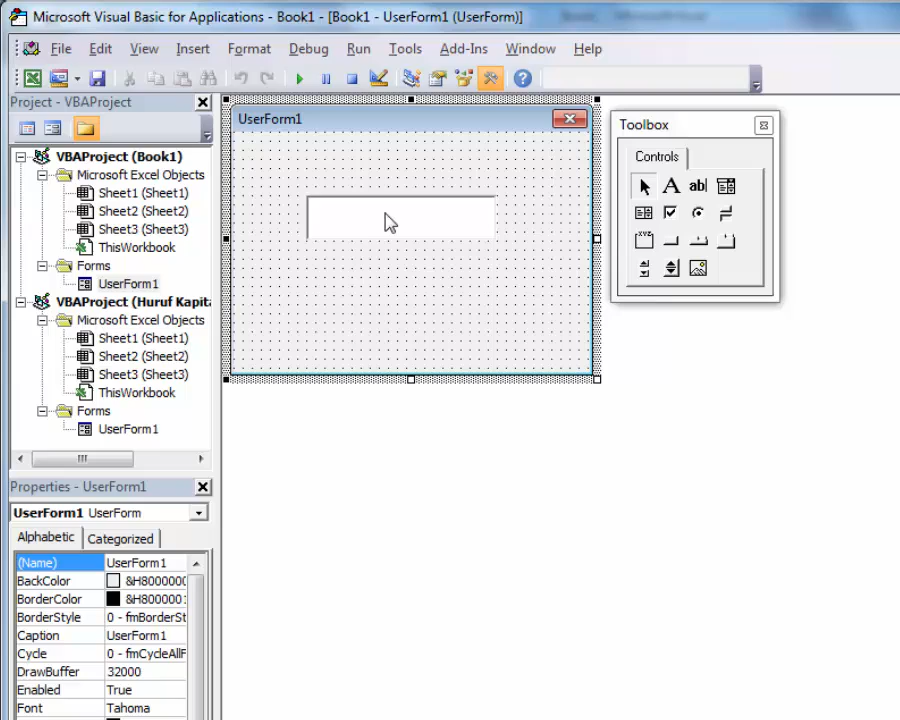 Microsoft Visual Basic for Applications - Book1 - [Book1 - UserForm1 (UserForm)]
File Edit View Insert Format Debug Run Tools Add-Ins Window Help
Project - VBAProject
VBAProject (Book1)
Microsoft Excel Objects
Sheet1 (Sheet1)
Sheet2 (Sheet2)
Sheet3 (Sheet3)
ThisWorkbook
Forms
UserForm1
VBAProject (Huruf Kapita
Microsoft Excel Objects
Sheet1 (Sheet1)
Sheet2 (Sheet2)
Sheet3 (Sheet3)
ThisWorkbook
Forms
UserForm1
Properties - UserForm1
UserForm1 UserForm
Alphabetic Categorized
(Name) UserForm1
BackColor &H800000
BorderColor &H800001
BorderStyle 0 - fmBorderSt
Caption UserForm1
Cycle 0 - fmCycleAllF
DrawBuffer 32000
Enabled True
Font Tahoma
UserForm1
Toolbox
Controls
A ab|
XYZ